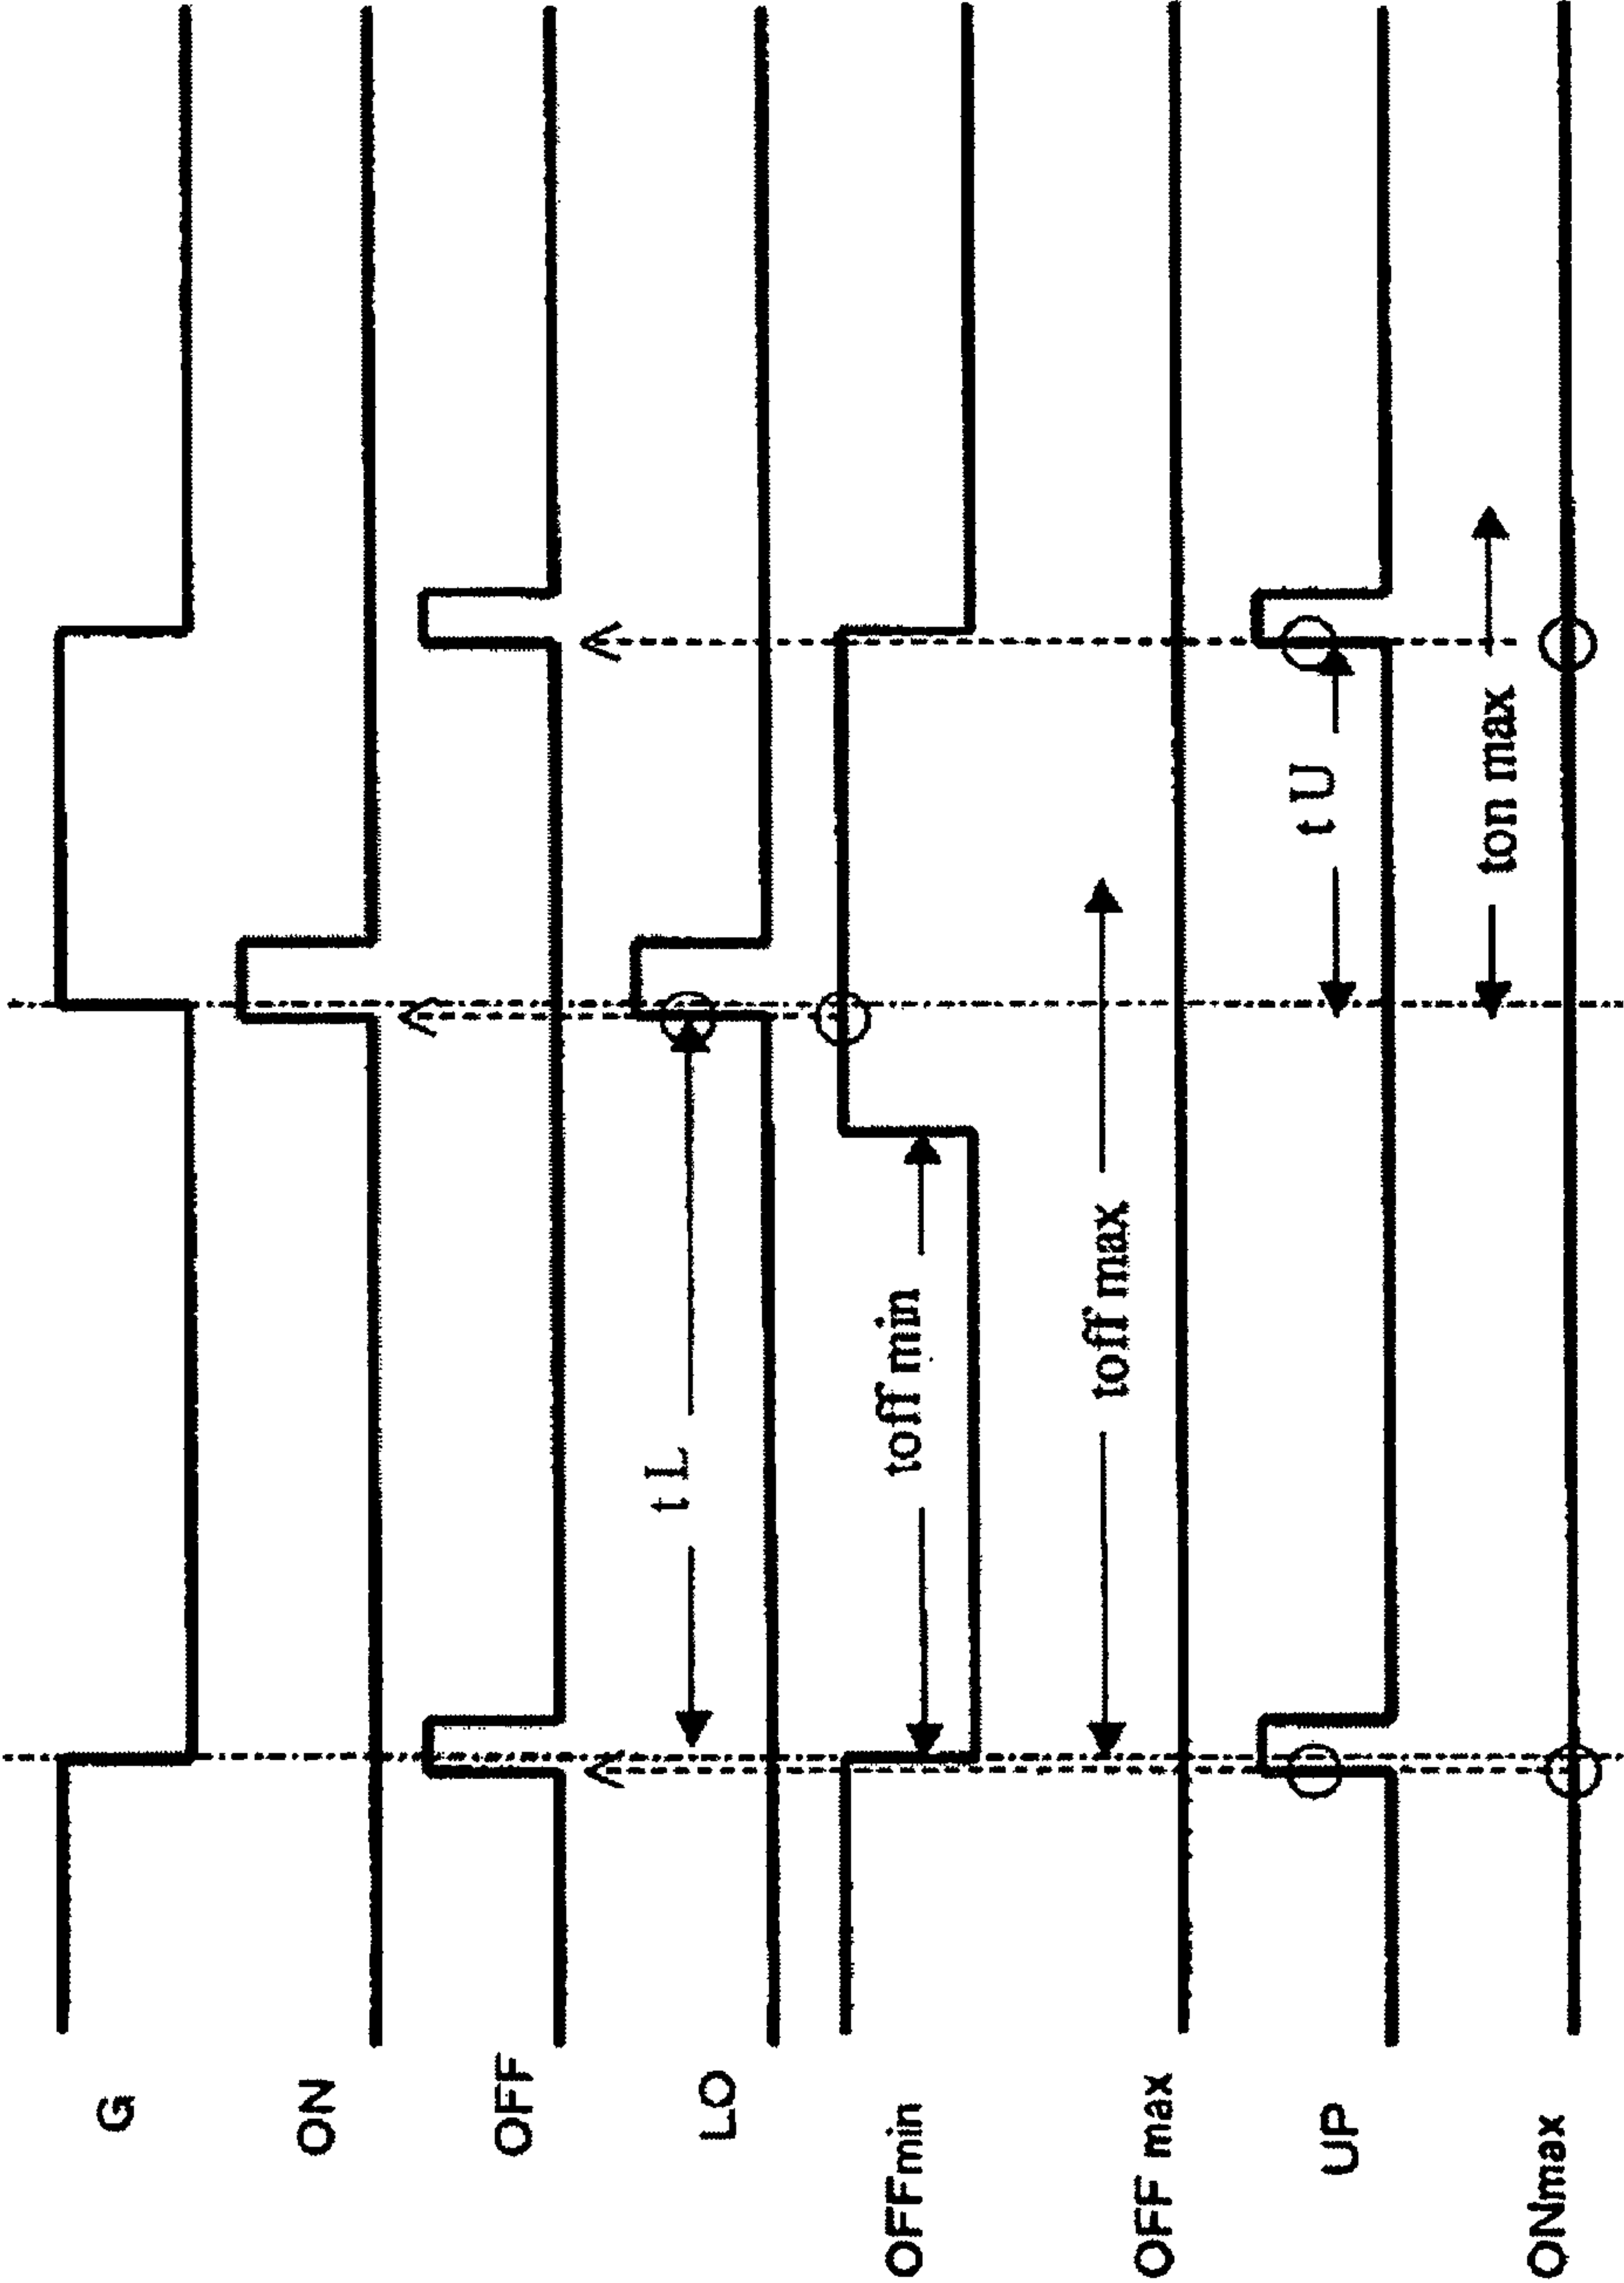 G
ON
OFF
LO
t L
OFFmin
toff min
OFF max
toff max
UP
t U
ONmax
ton max